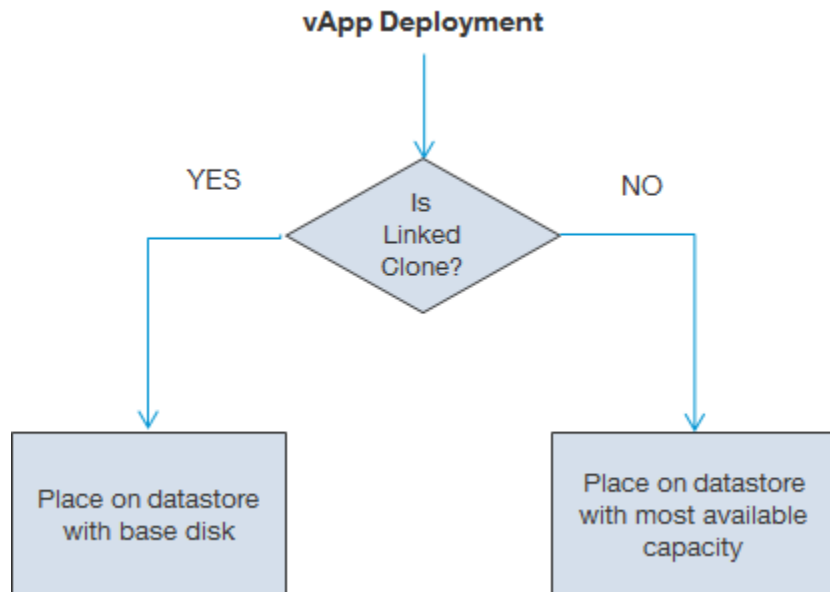 vApp Deployment
YES
NO
Is
Linked
Clone?
Place on datastore
with base disk
Place on datastore
with most available
capacity